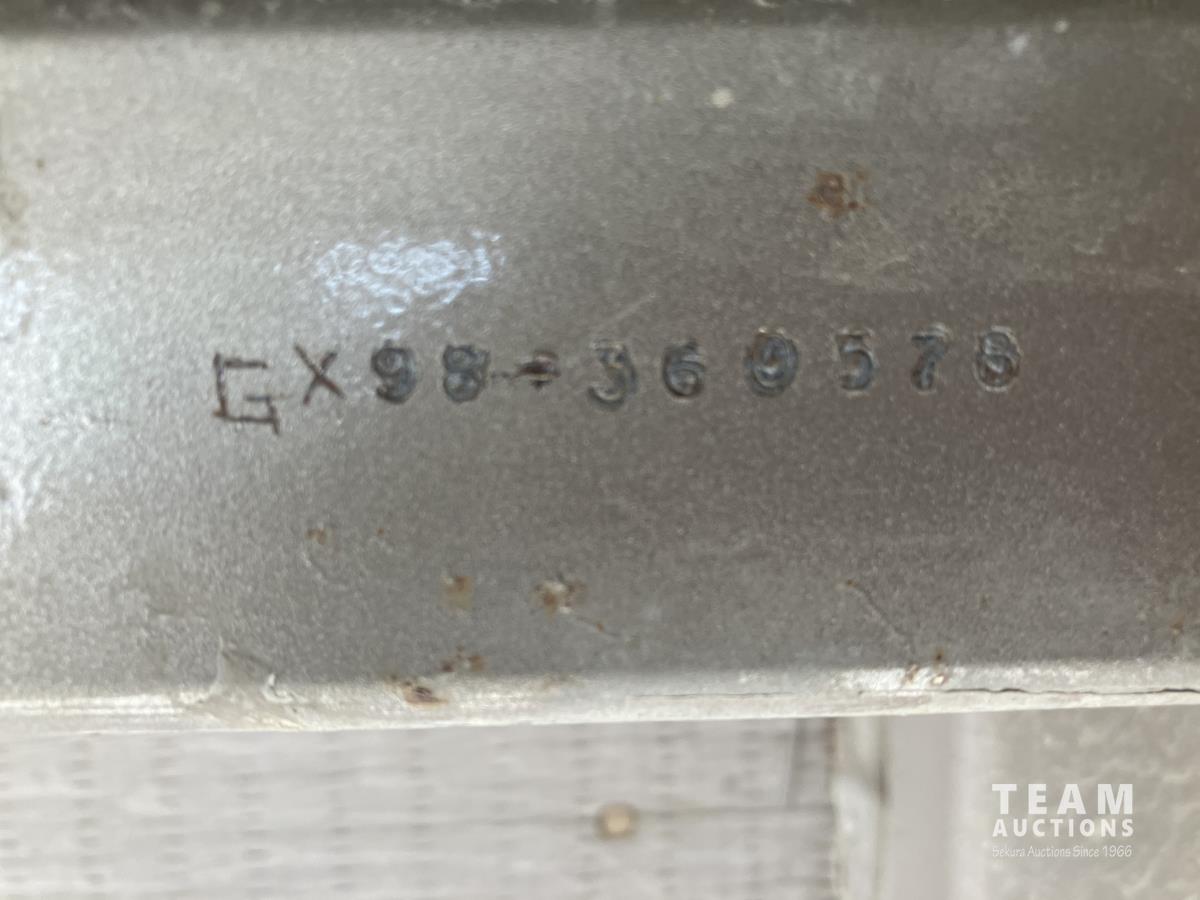 GX98-360578
TEAM
AUCTIONS
Sekura Auctions Since 1966